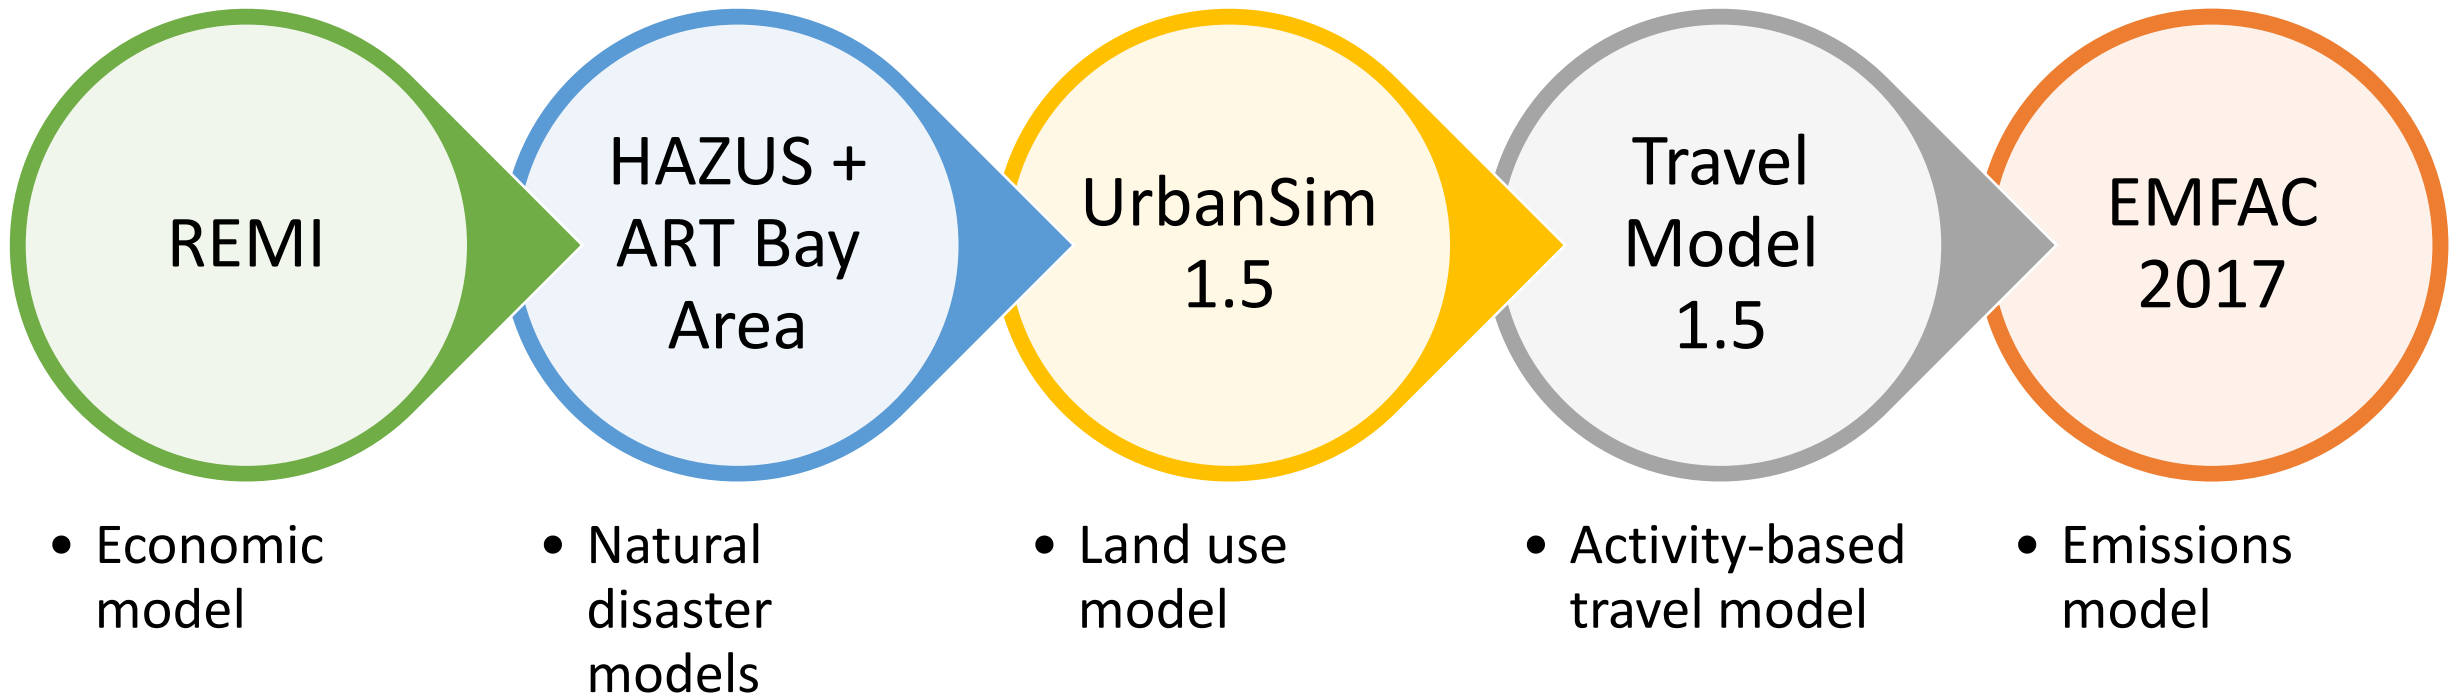 REMI
HAZUS +
ART Bay
Area
UrbanSim
1.5
Travel
Model
1.5
EMFAC
2017
• Economic
model
• Natural
disaster
models
• Land use
model
• Activity-based
travel model
• Emissions
model